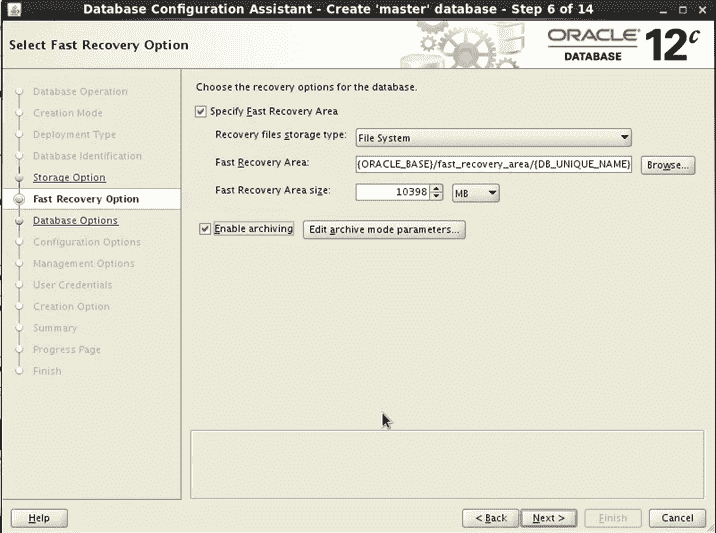 Database Configuration Assistant - Create 'master' database - Step 6 of 14
Select Fast Recovery Option
ORACLE
DATABASE
12c
Database Operation
Creation Mode
Deployment Type
Database Identification
Storage Option
Fast Recovery Option
Database Options
Configuration Options
Management Options
User Credentials
Creation Option
Summary
Progress Page
Finish
Choose the recovery options for the database.
Specify Fast Recovery Area
Recovery files storage type: File System
Fast Recovery Area: {ORACLE_BASE}/fast_recovery_area/{DB_UNIQUE_NAME} Browse...
Fast Recovery Area size: 10398 MB
Enable archiving Edit archive mode parameters...
Help < Back Next > Finish Cancel